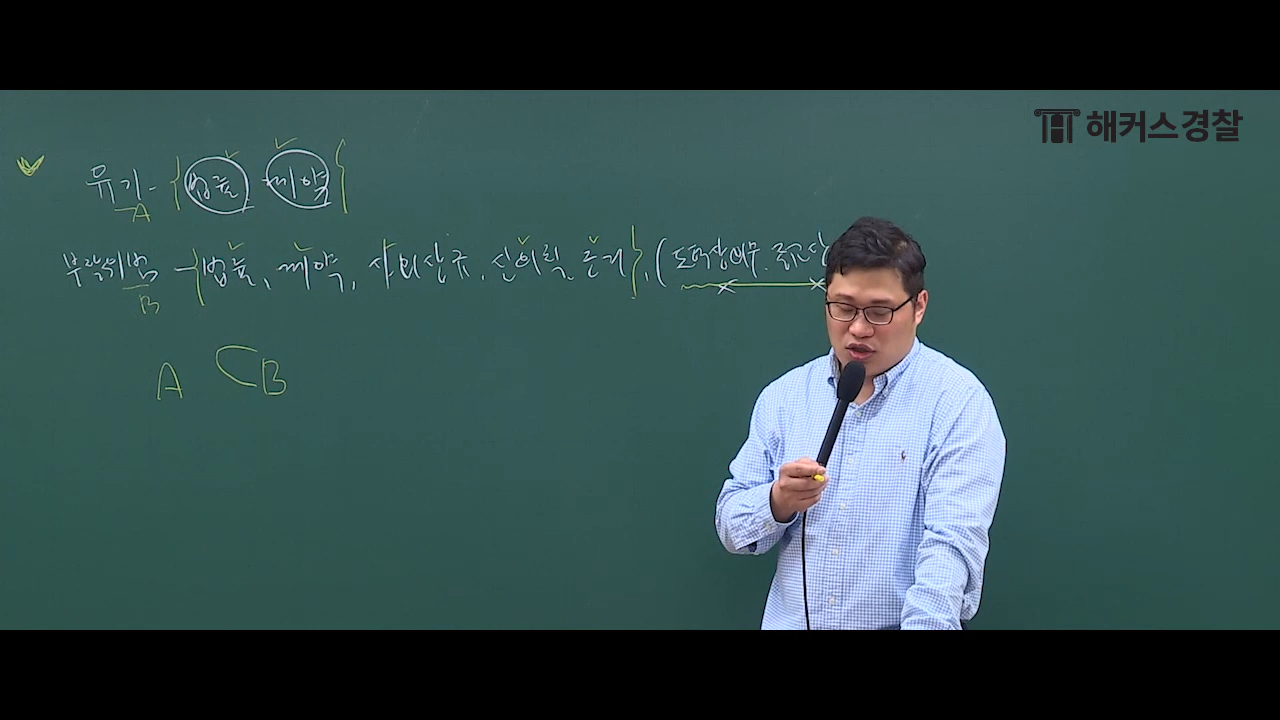 해커스경찰
유기 - { 법률 계약 }
A
부작위범 - { 법률, 계약, 사회상규, 신의칙, 조리 }, ( 도덕상의무, 종교상
B
A ⊂ B